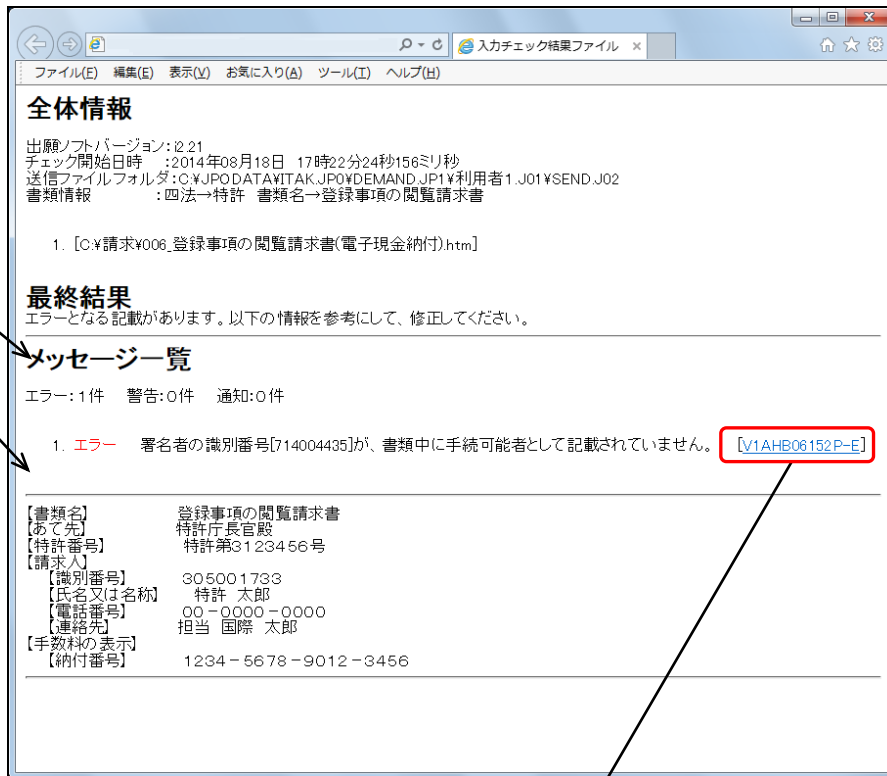 入力チェック結果ファイル ×
ファイル(F) 編集(E) 表示(V) お気に入り(A) ツール(T) ヘルプ(H)
全体情報
出願ソフトバージョン:i2.21
チェック開始日時 :2014年08月18日 17時22分24秒156ミリ秒
送信ファイルフォルダ:C:¥JPODATA¥ITAK.JP0¥DEMAND.JP1¥利用者1.J01¥SEND.J02
書類情報 :四法→特許 書類名→登録事項の閲覧請求書
1. [C:¥請求¥006_登録事項の閲覧請求書(電子現金納付).htm]
最終結果
エラーとなる記載があります。以下の情報を参考にして、修正してください。
メッセージ一覧
エラー:1件 警告:0件 通知:0件
1. エラー 署名者の識別番号[714004435]が、書類中に手続可能者として記載されていません。 [V1AHB06152P-E]
【書類名】 登録事項の閲覧請求書
【あて先】 特許庁長官殿
【特許番号】 特許第3123456号
【請求人】
【識別番号】 305001733
【氏名又は名称】 特許 太郎
【電話番号】 00-0000-0000
【連絡先】 担当 国際 太郎
【手数料の表示】
【納付番号】 1234-5678-9012-3456